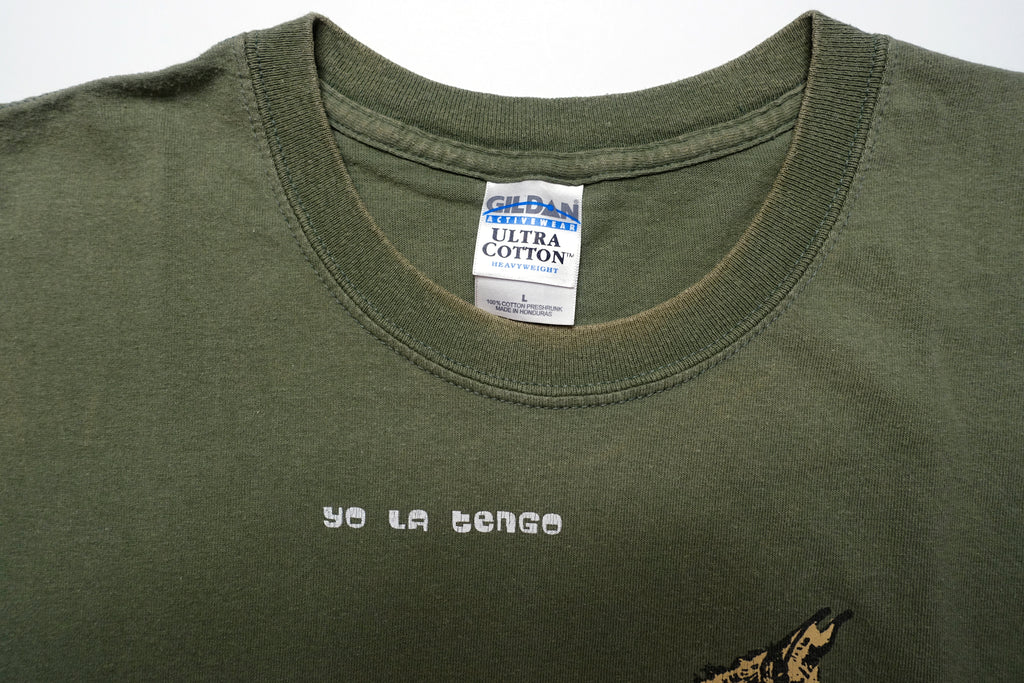 GILDAN®
ACTIVEWEAR
ULTRA
COTTON™
HEAVYWEIGHT
L
100% COTTON PRESHRUNK
MADE IN HONDURAS
yo LA tenGO